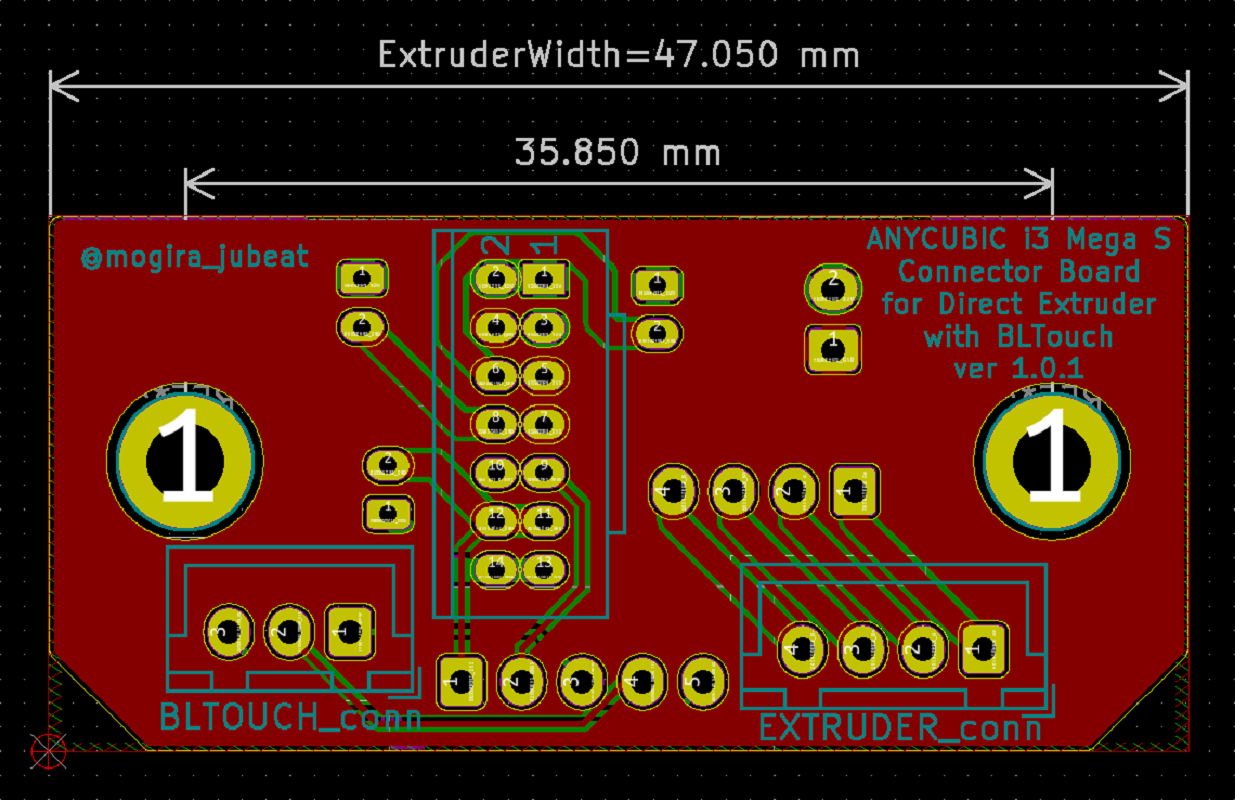 ExtruderWidth=47.050 mm
35.850 mm
@mogira_jubeat
ANYCUBIC i3 Mega S
Connector Board
for Direct Extruder
with BLTouch
ver 1.0.1
2 1
1
2
2 1
4 3
6 5
8 7
10 9
12 11
14 13
1
2
2
1
1
1
2
1
4 3 2 1
3 2 1
4 3 2 1
1 2 3 4 5
BLTOUCH_conn
EXTRUDER_conn